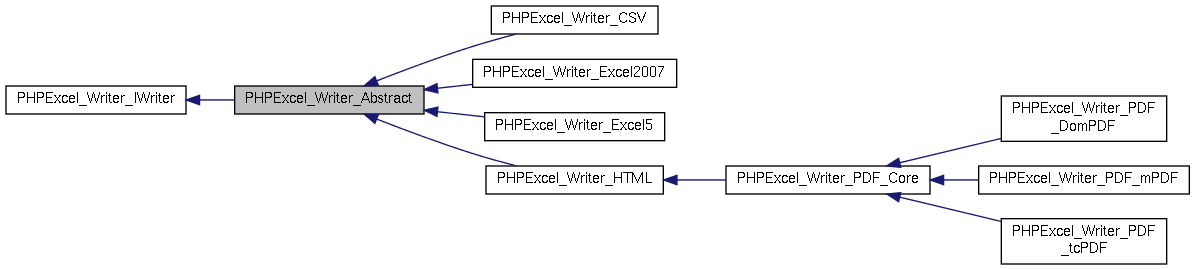 PHPExcel_Writer_IWriter
PHPExcel_Writer_Abstract
PHPExcel_Writer_CSV
PHPExcel_Writer_Excel2007
PHPExcel_Writer_Excel5
PHPExcel_Writer_HTML
PHPExcel_Writer_PDF_Core
PHPExcel_Writer_PDF
_DomPDF
PHPExcel_Writer_PDF_mPDF
PHPExcel_Writer_PDF
_tcPDF